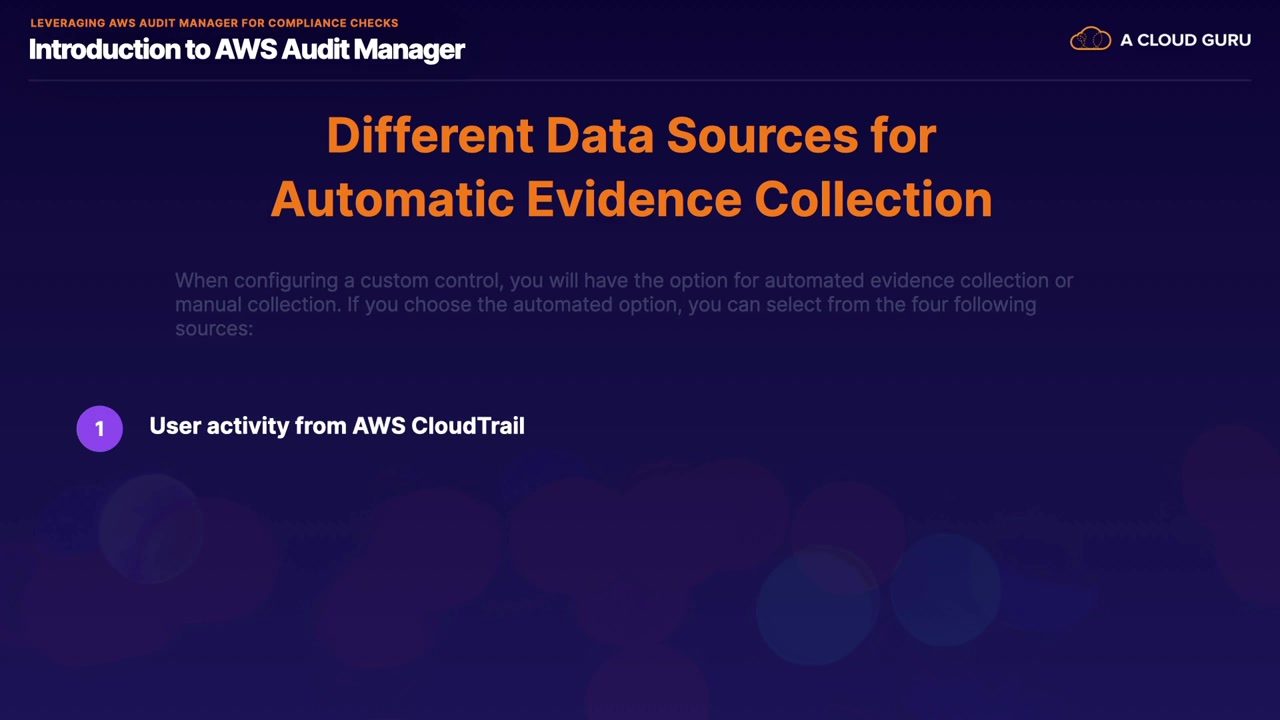 LEVERAGING AWS AUDIT MANAGER FOR COMPLIANCE CHECKS
Introduction to AWS Audit Manager
A CLOUD GURU
Different Data Sources for
Automatic Evidence Collection
When configuring a custom control, you will have the option for automated evidence collection or
manual collection. If you choose the automated option, you can select from the four following
sources:
1 User activity from AWS CloudTrail